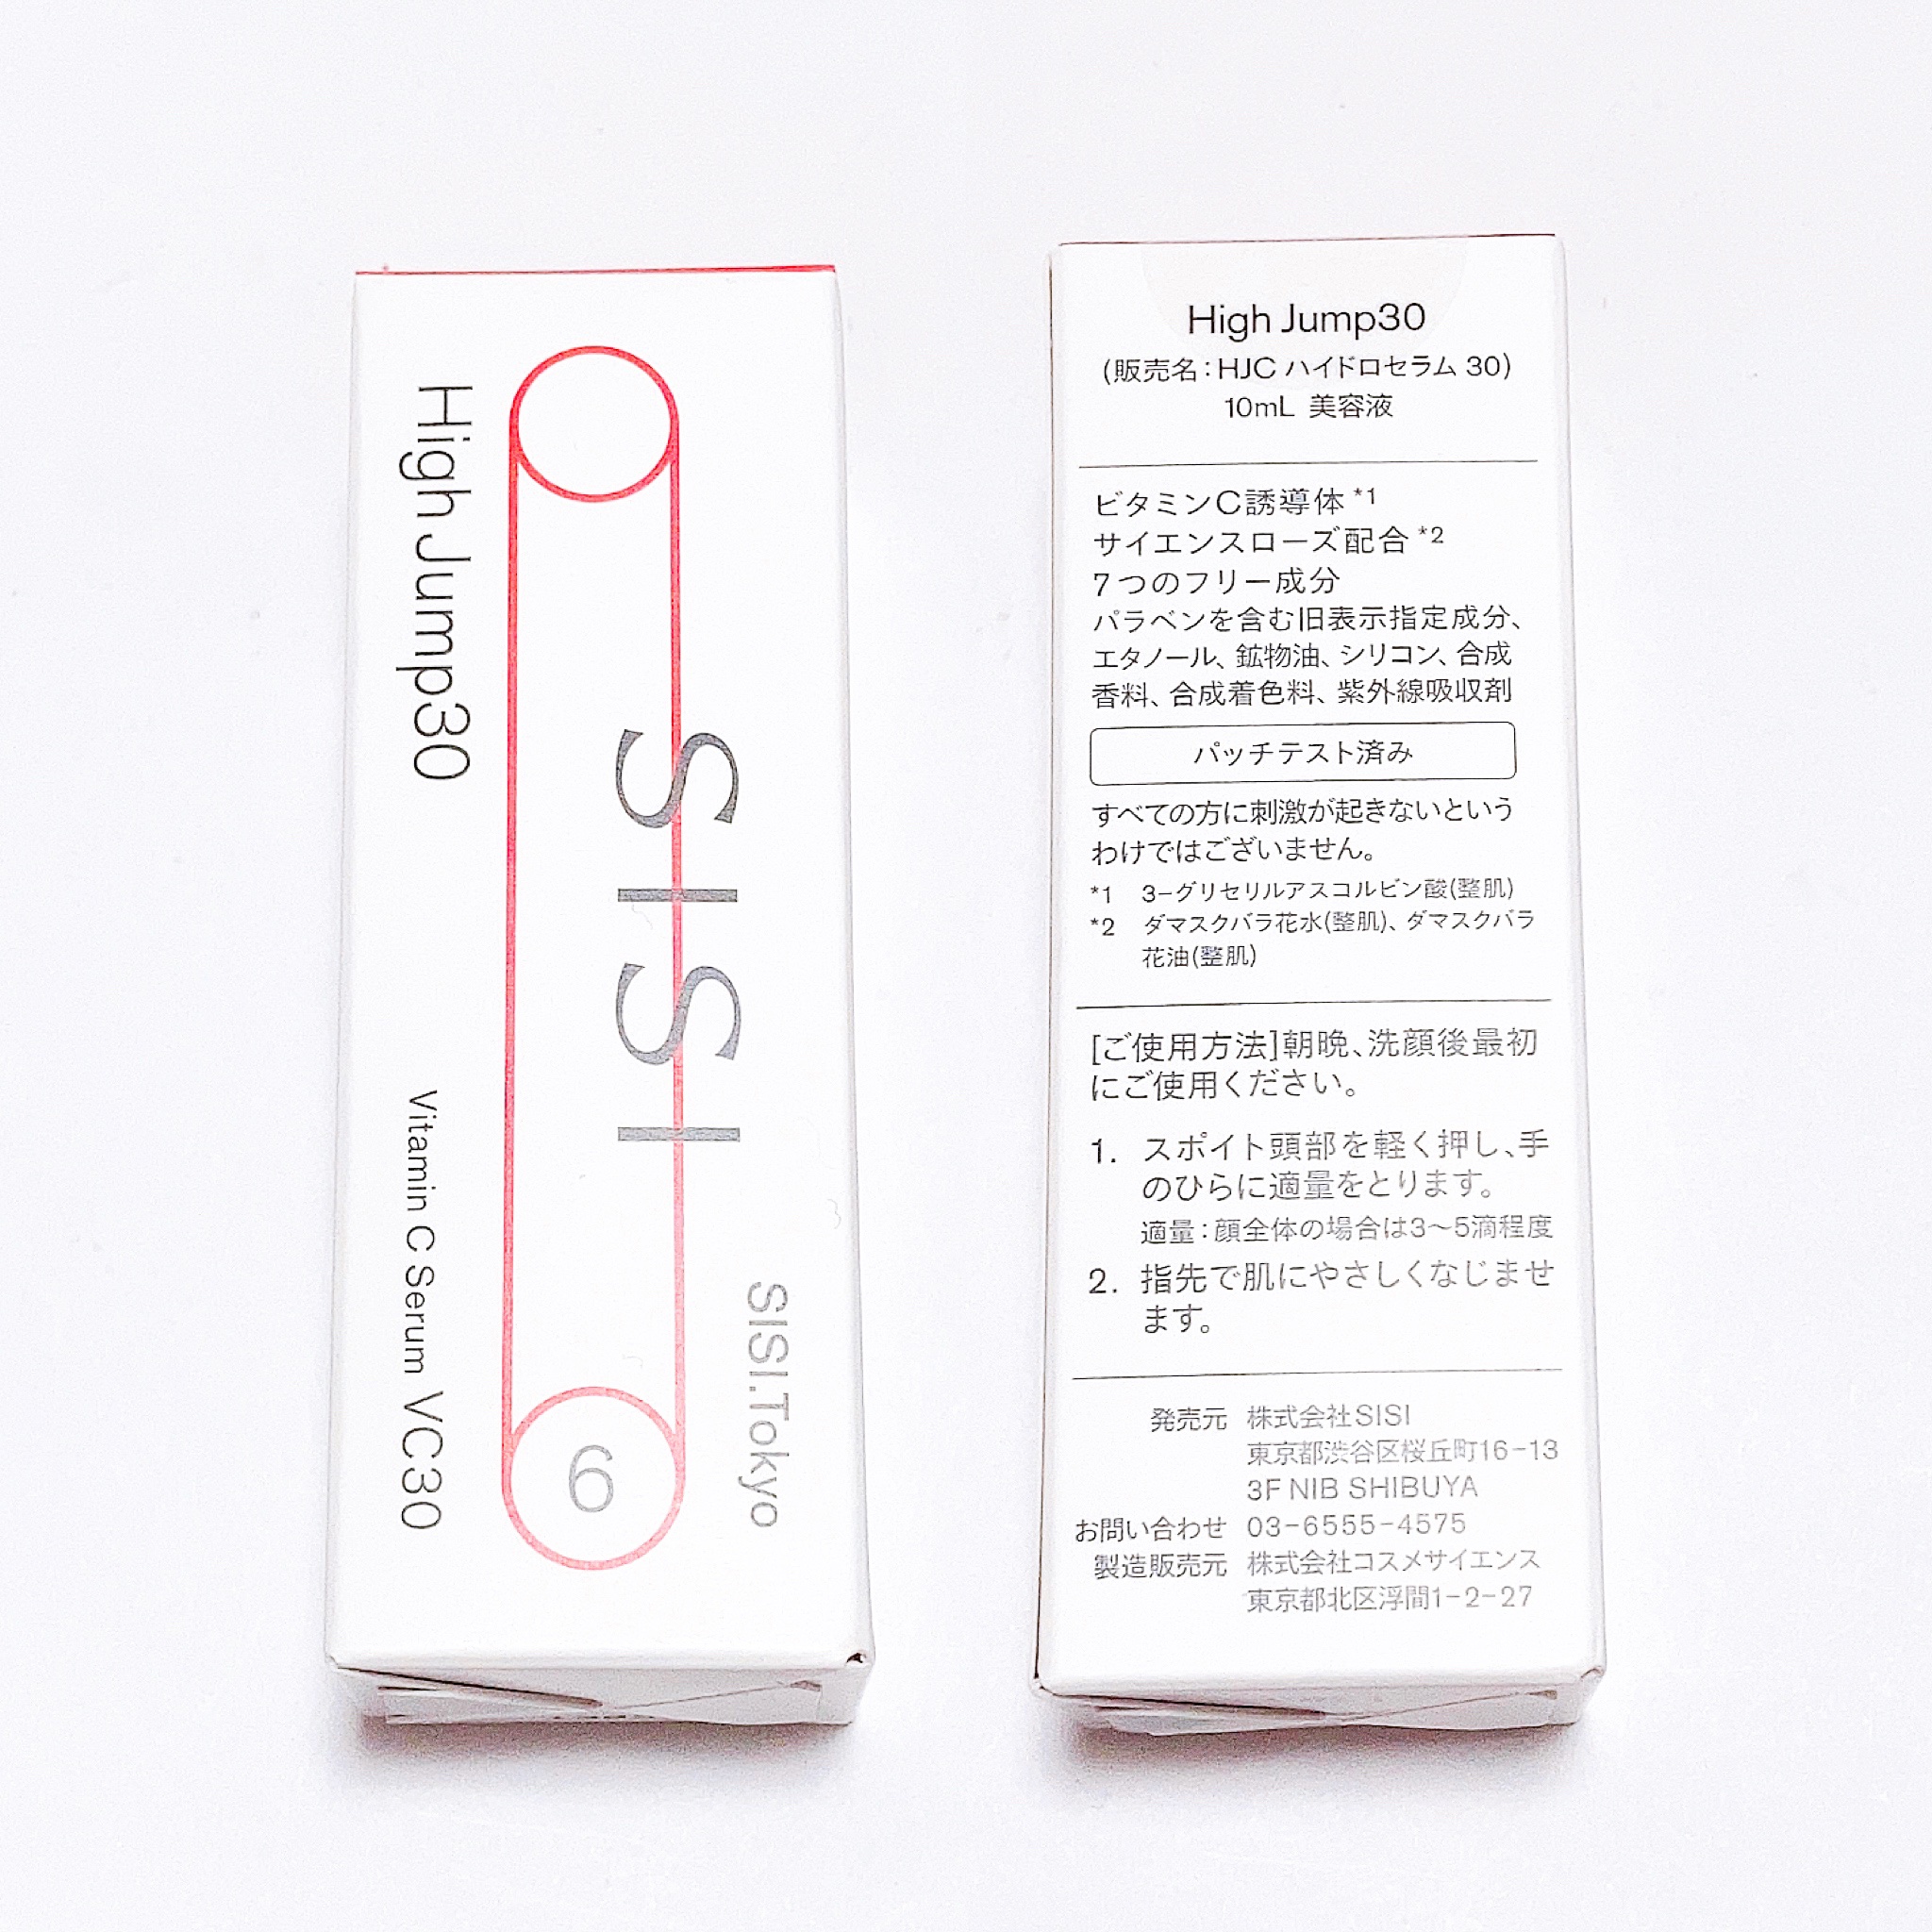 High Jump30
Vitamin C Serum VC30
SISI
6
SISI.Tokyo
High Jump30
(販売名:HJC ハイドロセラム 30)
10mL 美容液
ビタミンC誘導体 *1
サイエンスローズ配合 *2
7つのフリー成分
パラベンを含む旧表示指定成分、
エタノール、鉱物油、シリコン、合成
香料、合成着色料、紫外線吸収剤
パッチテスト済み
すべての方に刺激が起きないという
わけではございません。
*1 3-グリセリルアスコルビン酸(整肌)
*2 ダマスクバラ花水(整肌)、ダマスクバラ
花油(整肌)
[ご使用方法]朝晩、洗顔後最初
にご使用ください。
1. スポイト頭部を軽く押し、手
のひらに適量をとります。
適量:顔全体の場合は3〜5滴程度
2. 指先で肌にやさしくなじませ
ます。
発売元 株式会社SISI
東京都渋谷区桜丘町16-13
3F NIB SHIBUYA
お問い合わせ 03-6555-4575
製造販売元 株式会社コスメサイエンス
東京都北区浮間1-2-27